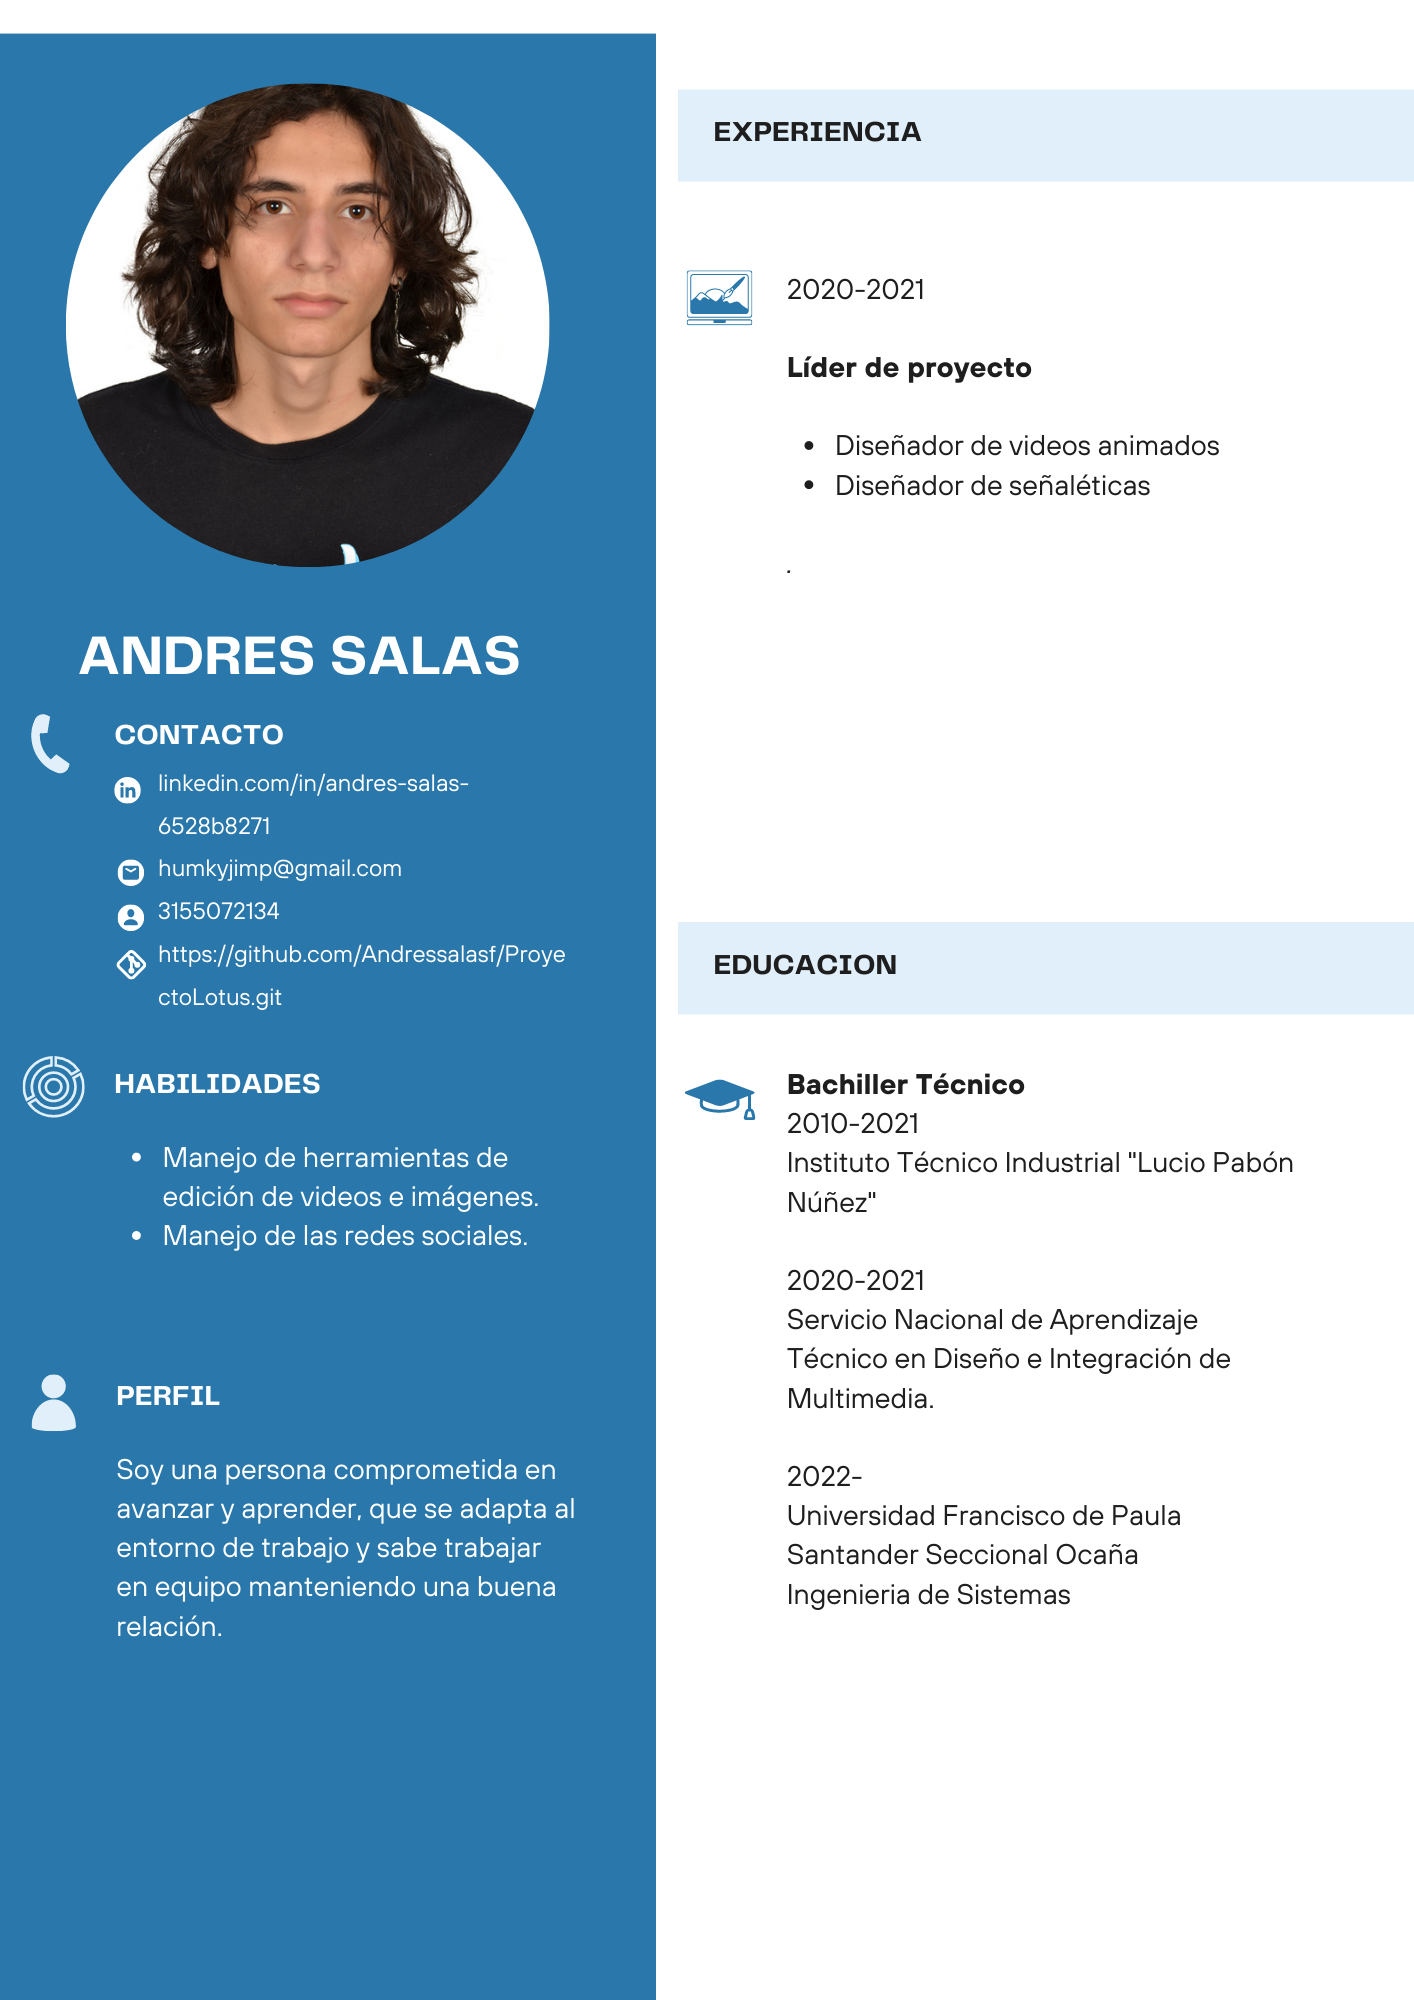 ANDRES SALAS
CONTACTO
linkedin.com/in/andres-salas-
6528b8271
humkyjimp@gmail.com
3155072134
https://github.com/Andressalasf/Proye
ctoLotus.git
HABILIDADES
• Manejo de herramientas de
edición de videos e imágenes.
• Manejo de las redes sociales.
PERFIL
Soy una persona comprometida en
avanzar y aprender, que se adapta al
entorno de trabajo y sabe trabajar
en equipo manteniendo una buena
relación.
EXPERIENCIA
2020-2021
Líder de proyecto
• Diseñador de videos animados
• Diseñador de señaléticas
.
EDUCACION
Bachiller Técnico
2010-2021
Instituto Técnico Industrial "Lucio Pabón
Núñez"
2020-2021
Servicio Nacional de Aprendizaje
Técnico en Diseño e Integración de
Multimedia.
2022-
Universidad Francisco de Paula
Santander Seccional Ocaña
Ingenieria de Sistemas